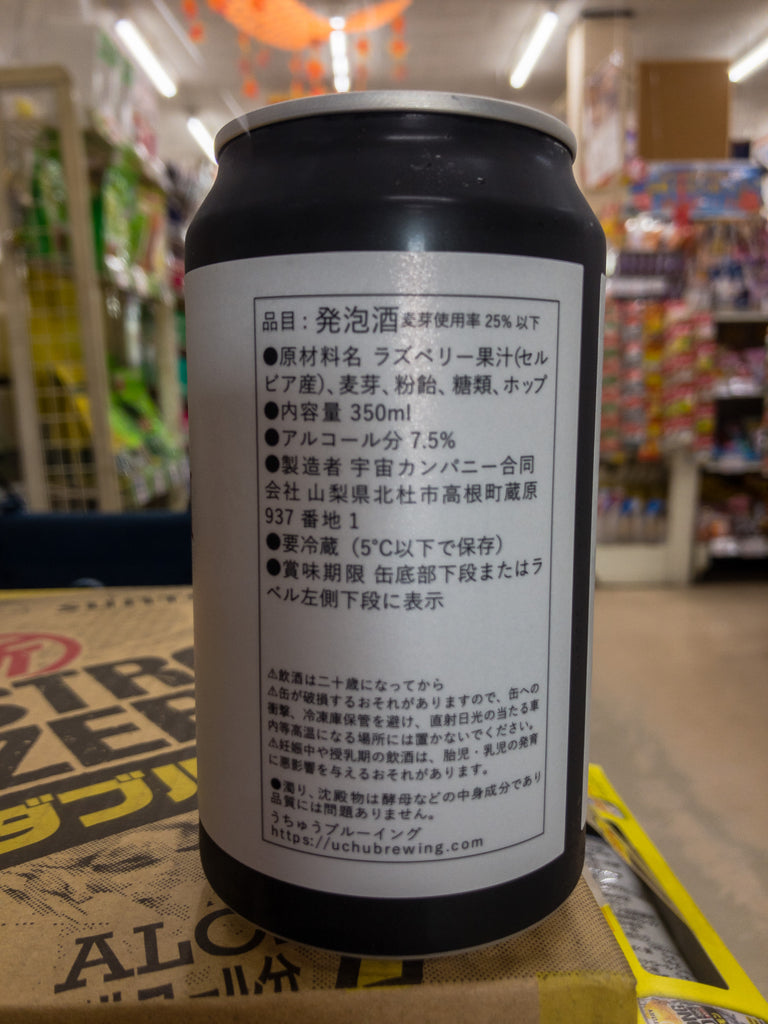 品目：発泡酒麦芽使用率 25% 以下
●原材料名 ラズベリー果汁(セル
ビア産)、麦芽、粉飴、糖類、ホップ
●内容量 350ml
●アルコール分 7.5%
●製造者 宇宙カンパニー合同
会社 山梨県北杜市高根町蔵原
937 番地 1
●要冷蔵（5°C以下で保存）
●賞味期限 缶底部下段またはラ
ベル左側下段に表示
⚠飲酒は二十歳になってから
⚠缶が破損するおそれがありますので、缶への
衝撃、冷凍庫保管を避け、直射日光の当たる車
内等高温になる場所には置かないでください。
⚠妊娠中や授乳期の飲酒は、胎児・乳児の発育
に悪影響を与えるおそれがあります。
●濁り、沈殿物は酵母などの中身成分であり
品質には問題ありません。
うちゅうブルーイング
https://uchubrewing.com
STR
ZER
ダブル
ALCO
アルコール分